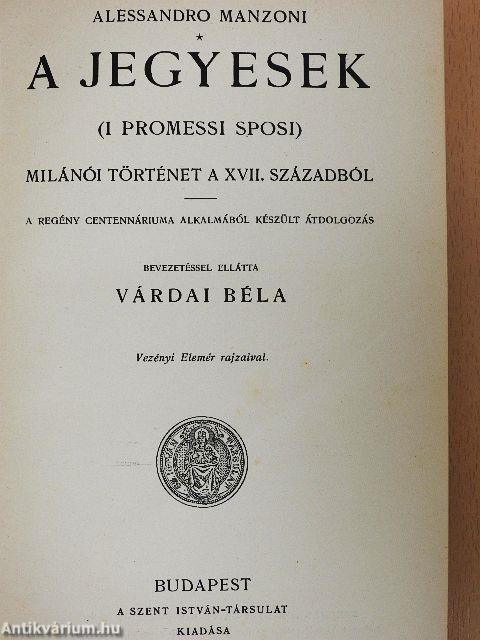 ALESSANDRO MANZONI
*
A JEGYESEK
(I PROMESSI SPOSI)
MILÁNÓI TÖRTÉNET A XVII. SZÁZADBÓL
A REGÉNY CENTENNÁRIUMA ALKALMÁBÓL KÉSZÜLT ÁTDOLGOZÁS
BEVEZETÉSSEL ELLÁTTA
VÁRDAI BÉLA
Vezényi Elemér rajzaival.
BUDAPEST
A SZENT ISTVÁN-TÁRSULAT
KIADÁSA
Antikvárium.hu